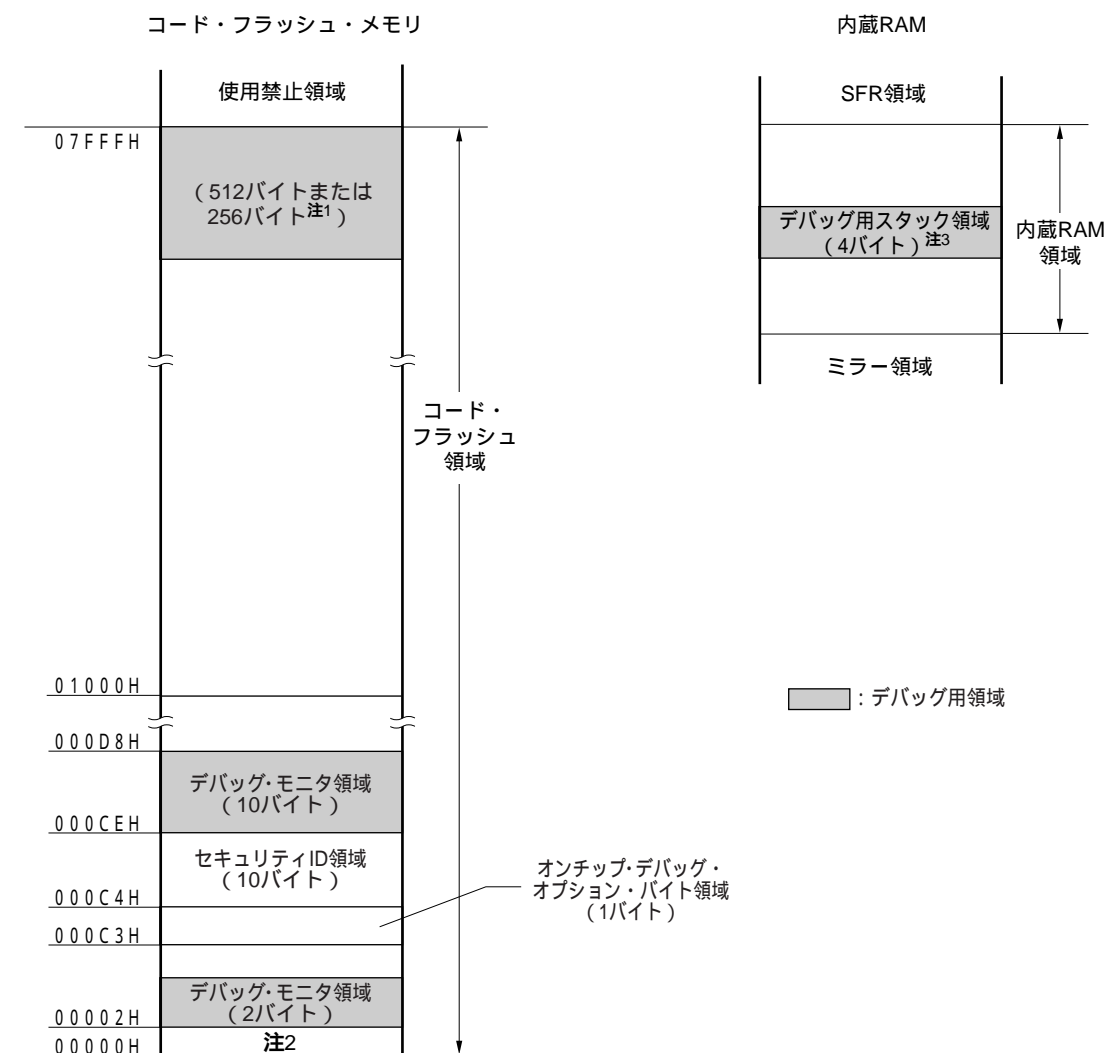 コード・フラッシュ・メモリ
使用禁止領域
07FFFH
（512バイトまたは
256バイト注1）
コード・
フラッシュ
領域
01000H
000D8H
デバッグ・モニタ領域
（10バイト）
000CEH
セキュリティID領域
（10バイト）
000C4H
000C3H
オンチップ・デバッグ・
オプション・バイト領域
（1バイト）
デバッグ・モニタ領域
（2バイト）
00002H
注2
00000H
内蔵RAM
SFR領域
デバッグ用スタック領域
（4バイト）注3
内蔵RAM
領域
ミラー領域
：デバッグ用領域